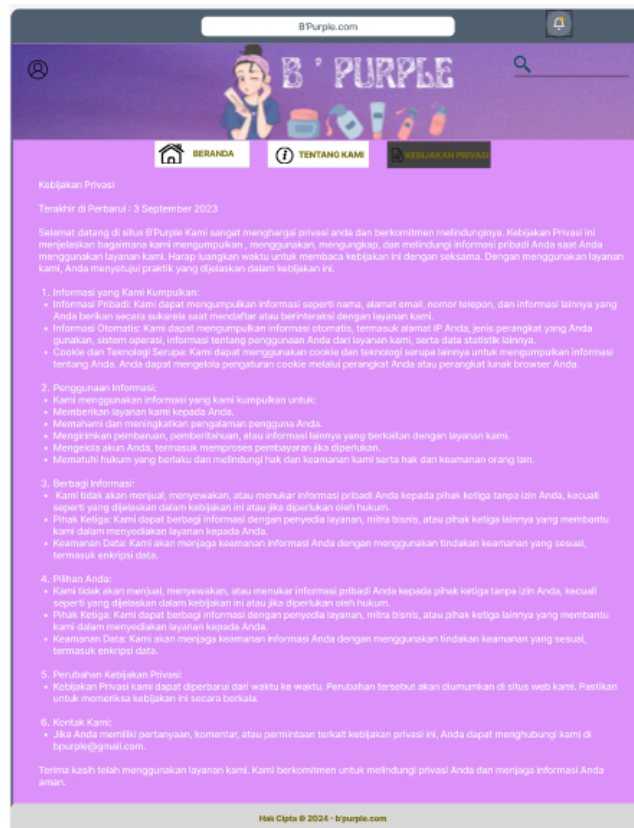 B'Purple.com
B ' PURPLE
BERANDA
TENTANG KAMI
KEBIJAKAN PRIVASI
Kebijakan Privasi
Terakhir di Perbarui : 3 September 2023
Selamat datang di situs B'Purple Kami sangat menghargai privasi anda dan berkomitmen melindunginya. Kebijakan Privasi ini
menjelaskan bagaimana kami mengumpulkan , menggunakan, mengungkap, dan melindungi informasi pribadi Anda saat Anda
menggunakan layanan kami. Harap luangkan waktu untuk membaca kebijakan ini dengan seksama. Dengan menggunakan layanan
kami, Anda menyetujui praktik yang dijelaskan dalam kebijakan ini.
1. Informasi yang Kami Kumpulkan:
• Informasi Pribadi: Kami dapat mengumpulkan informasi seperti nama, alamat email, nomor telepon, dan informasi lainnya yang
Anda berikan secara sukarela saat mendaftar atau berinteraksi dengan layanan kami.
• Informasi Otomatis: Kami dapat mengumpulkan informasi otomatis, termasuk alamat IP Anda, jenis perangkat yang Anda
gunakan, sistem operasi, informasi tentang penggunaan Anda dari layanan kami, serta data statistik lainnya.
• Cookie dan Teknologi Serupa: Kami dapat menggunakan cookie dan teknologi serupa lainnya untuk mengumpulkan informasi
tentang Anda. Anda dapat mengelola pengaturan cookie melalui perangkat Anda atau perangkat lunak browser Anda.
2. Penggunaan Informasi:
• Kami menggunakan informasi yang kami kumpulkan untuk:
• Memberikan layanan kami kepada Anda.
• Memahami dan meningkatkan pengalaman pengguna Anda.
• Mengirimkan pembaruan, pemberitahuan, atau informasi lainnya yang berkaitan dengan layanan kami.
• Mengelola akun Anda, termasuk memproses pembayaran jika diperlukan.
• Mematuhi hukum yang berlaku dan melindungi hak dan keamanan kami serta hak dan keamanan orang lain.
3. Berbagi Informasi:
• Kami tidak akan menjual, menyewakan, atau menukar informasi pribadi Anda kepada pihak ketiga tanpa izin Anda, kecuali
seperti yang dijelaskan dalam kebijakan ini atau jika diperlukan oleh hukum.
• Pihak Ketiga: Kami dapat berbagi informasi dengan penyedia layanan, mitra bisnis, atau pihak ketiga lainnya yang membantu
kami dalam menyediakan layanan kepada Anda.
• Keamanan Data: Kami akan menjaga keamanan informasi Anda dengan menggunakan tindakan keamanan yang sesuai,
termasuk enkripsi data.
4. Pilihan Anda:
• Kami tidak akan menjual, menyewakan, atau menukar informasi pribadi Anda kepada pihak ketiga tanpa izin Anda, kecuali
seperti yang dijelaskan dalam kebijakan ini atau jika diperlukan oleh hukum.
• Pihak Ketiga: Kami dapat berbagi informasi dengan penyedia layanan, mitra bisnis, atau pihak ketiga lainnya yang membantu
kami dalam menyediakan layanan kepada Anda.
• Keamanan Data: Kami akan menjaga keamanan informasi Anda dengan menggunakan tindakan keamanan yang sesuai,
termasuk enkripsi data.
5. Perubahan Kebijakan Privasi:
• Kebijakan Privasi kami dapat diperbarui dari waktu ke waktu. Perubahan tersebut akan diumumkan di situs web kami. Pastikan
untuk memeriksa kebijakan ini secara berkala.
6. Kontak Kami:
• Jika Anda memiliki pertanyaan, komentar, atau permintaan terkait kebijakan privasi ini, Anda dapat menghubungi kami di
bpurple@gmail.com.
Terima kasih telah menggunakan layanan kami. Kami berkomitmen untuk melindungi privasi Anda dan menjaga informasi Anda
aman.
Hak Cipta © 2024 - b'purple.com